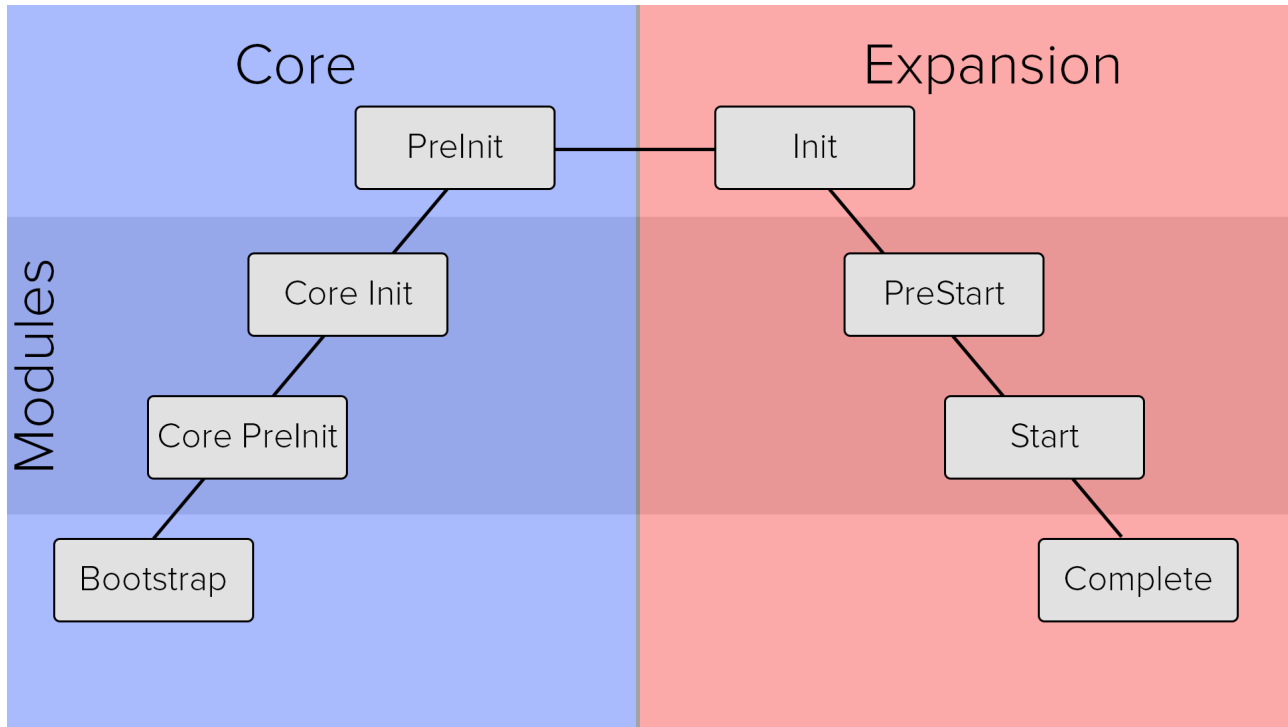 Core
Expansion
PreInit
Init
Modules
Core Init
PreStart
Core PreInit
Start
Bootstrap
Complete